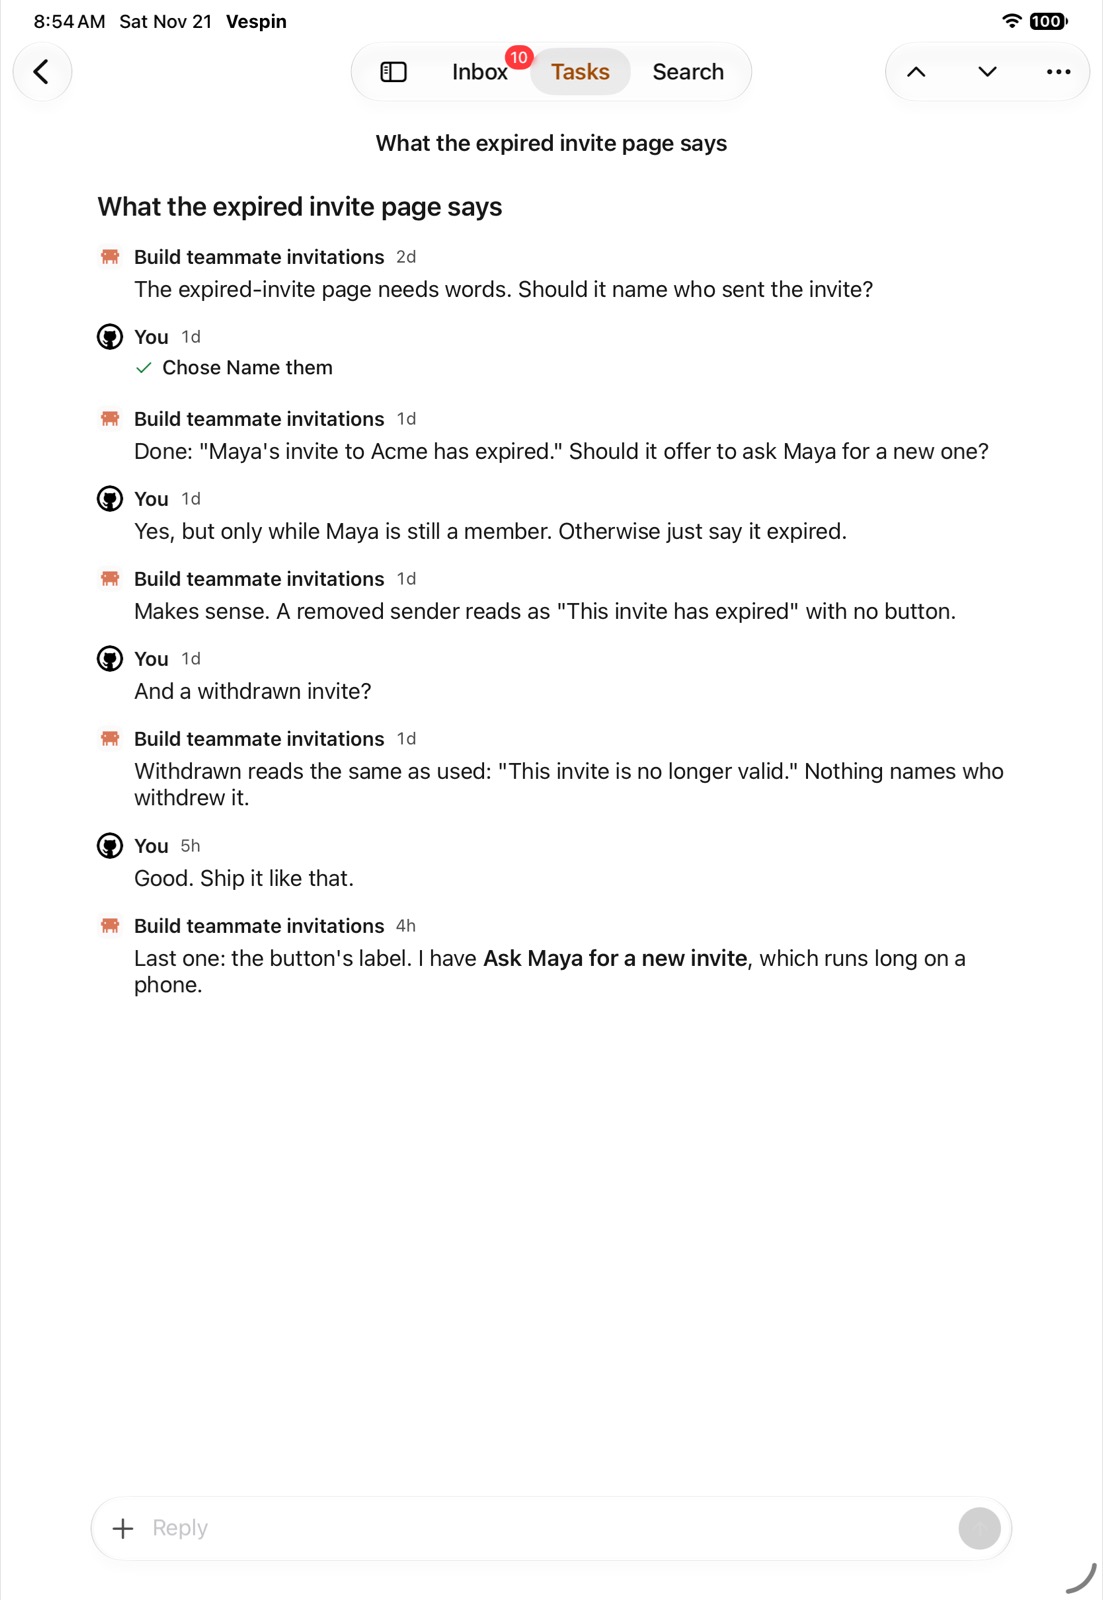 8:54 AM Sat Nov 21 Vespin
100
Inbox 10 Tasks Search
What the expired invite page says
What the expired invite page says
Build teammate invitations 2d
The expired-invite page needs words. Should it name who sent the invite?
You 1d
Chose Name them
Build teammate invitations 1d
Done: "Maya's invite to Acme has expired." Should it offer to ask Maya for a new one?
You 1d
Yes, but only while Maya is still a member. Otherwise just say it expired.
Build teammate invitations 1d
Makes sense. A removed sender reads as "This invite has expired" with no button.
You 1d
And a withdrawn invite?
Build teammate invitations 1d
Withdrawn reads the same as used: "This invite is no longer valid." Nothing names who
withdrew it.
You 5h
Good. Ship it like that.
Build teammate invitations 4h
Last one: the button's label. I have Ask Maya for a new invite, which runs long on a
phone.
Reply